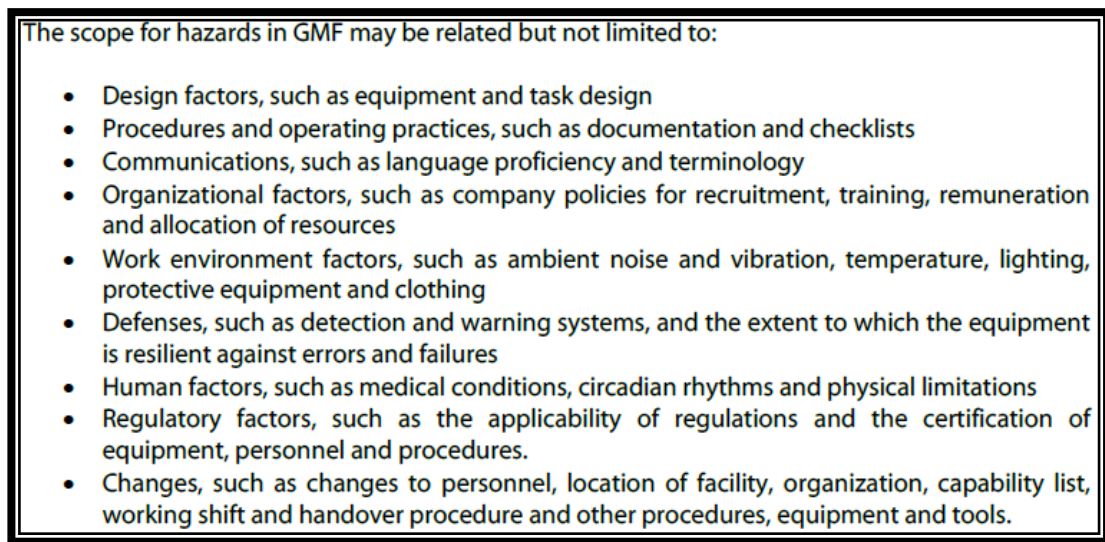 The scope for hazards in GMF may be related but not limited to:
• Design factors, such as equipment and task design
• Procedures and operating practices, such as documentation and checklists
• Communications, such as language proficiency and terminology
• Organizational factors, such as company policies for recruitment, training, remuneration
and allocation of resources
• Work environment factors, such as ambient noise and vibration, temperature, lighting,
protective equipment and clothing
• Defenses, such as detection and warning systems, and the extent to which the equipment
is resilient against errors and failures
• Human factors, such as medical conditions, circadian rhythms and physical limitations
• Regulatory factors, such as the applicability of regulations and the certification of
equipment, personnel and procedures.
• Changes, such as changes to personnel, location of facility, organization, capability list,
working shift and handover procedure and other procedures, equipment and tools.